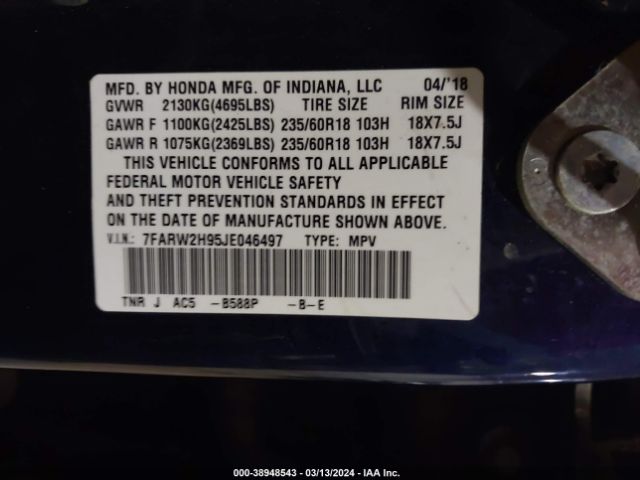 MFD. BY HONDA MFG. OF INDIANA, LLC 04/'18
GVWR 2130KG(4695LBS) TIRE SIZE RIM SIZE
GAWR F 1100KG(2425LBS) 235/60R18 103H 18X7.5J
GAWR R 1075KG(2369LBS) 235/60R18 103H 18X7.5J
THIS VEHICLE CONFORMS TO ALL APPLICABLE
FEDERAL MOTOR VEHICLE SAFETY
AND THEFT PREVENTION STANDARDS IN EFFECT
ON THE DATE OF MANUFACTURE SHOWN ABOVE.
V.I.N.: 7FARW2H95JE046497 TYPE: MPV
TNR J AC5 -B588P -B-E
000-38948543 - 03/13/2024 - IAA Inc.